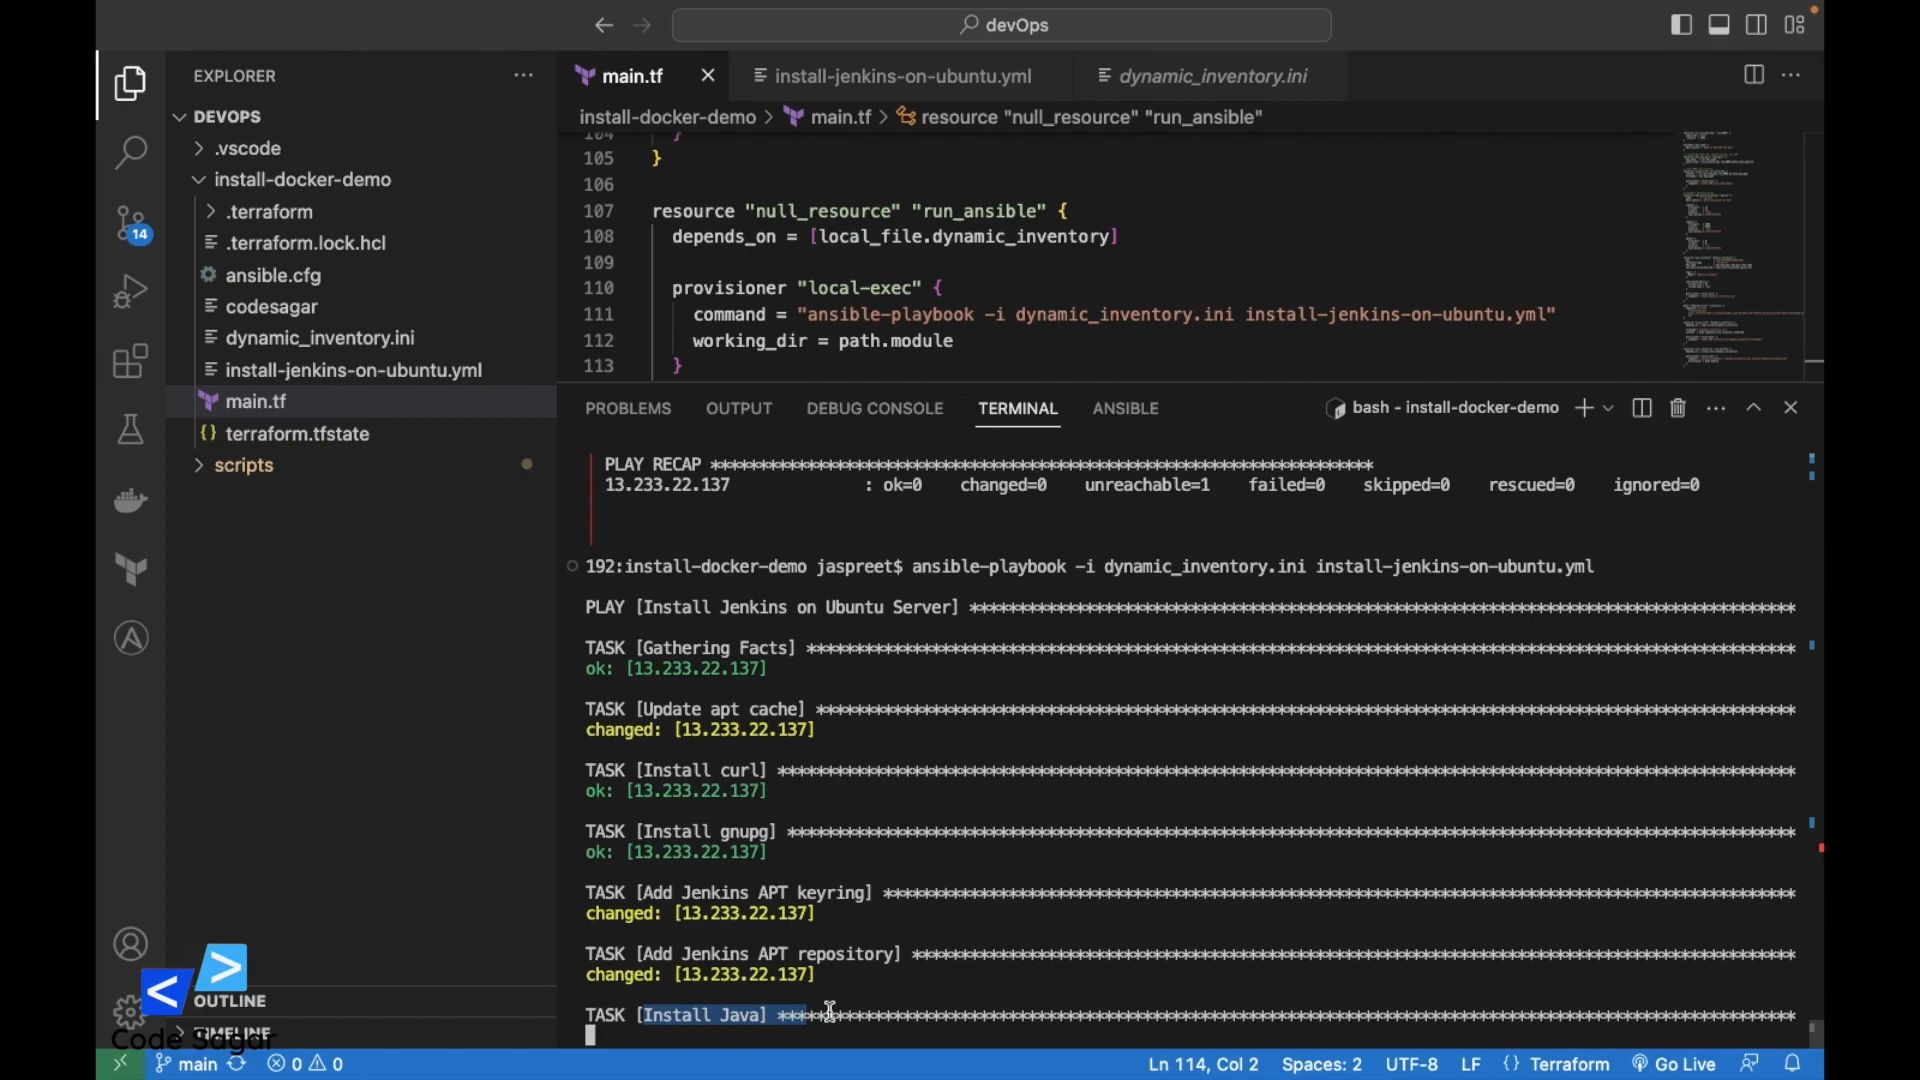 devOps
EXPLORER
main.tf
install-jenkins-on-ubuntu.yml
dynamic_inventory.ini
install-docker-demo > main.tf > resource "null_resource" "run_ansible"
DEVOPS
.vscode
install-docker-demo
.terraform
.terraform.lock.hcl
ansible.cfg
codesagar
dynamic_inventory.ini
install-jenkins-on-ubuntu.yml
main.tf
terraform.tfstate
scripts
14
104 }
105 }
106
107 resource "null_resource" "run_ansible" {
108 depends_on = [local_file.dynamic_inventory]
109
110 provisioner "local-exec" {
111 command = "ansible-playbook -i dynamic_inventory.ini install-jenkins-on-ubuntu.yml"
112 working_dir = path.module
113 }
PROBLEMS OUTPUT DEBUG CONSOLE TERMINAL ANSIBLE
bash - install-docker-demo
PLAY RECAP *********************************************************************
13.233.22.137 : ok=0 changed=0 unreachable=1 failed=0 skipped=0 rescued=0 ignored=0
192:install-docker-demo jaspreet$ ansible-playbook -i dynamic_inventory.ini install-jenkins-on-ubuntu.yml
PLAY [Install Jenkins on Ubuntu Server] *************************************************************************************
TASK [Gathering Facts] ******************************************************************************************************
ok: [13.233.22.137]
TASK [Update apt cache] *****************************************************************************************************
changed: [13.233.22.137]
TASK [Install curl] *********************************************************************************************************
ok: [13.233.22.137]
TASK [Install gnupg] ********************************************************************************************************
ok: [13.233.22.137]
TASK [Add Jenkins APT keyring] **********************************************************************************************
changed: [13.233.22.137]
TASK [Add Jenkins APT repository] *******************************************************************************************
changed: [13.233.22.137]
TASK [Install Java] *********************************************************************************************************
OUTLINE
TIMELINE
Code Sagar
main
0 0
Ln 114, Col 2 Spaces: 2 UTF-8 LF {} Terraform Go Live